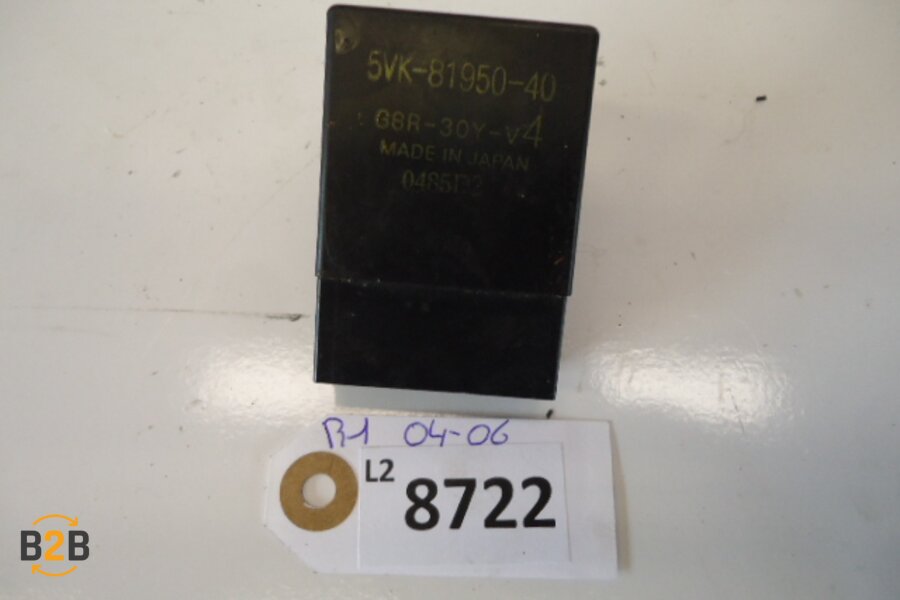 5VK-81950-40
G8R-30Y-V4
MADE IN JAPAN
R1 04-06
L2
8722
B2B